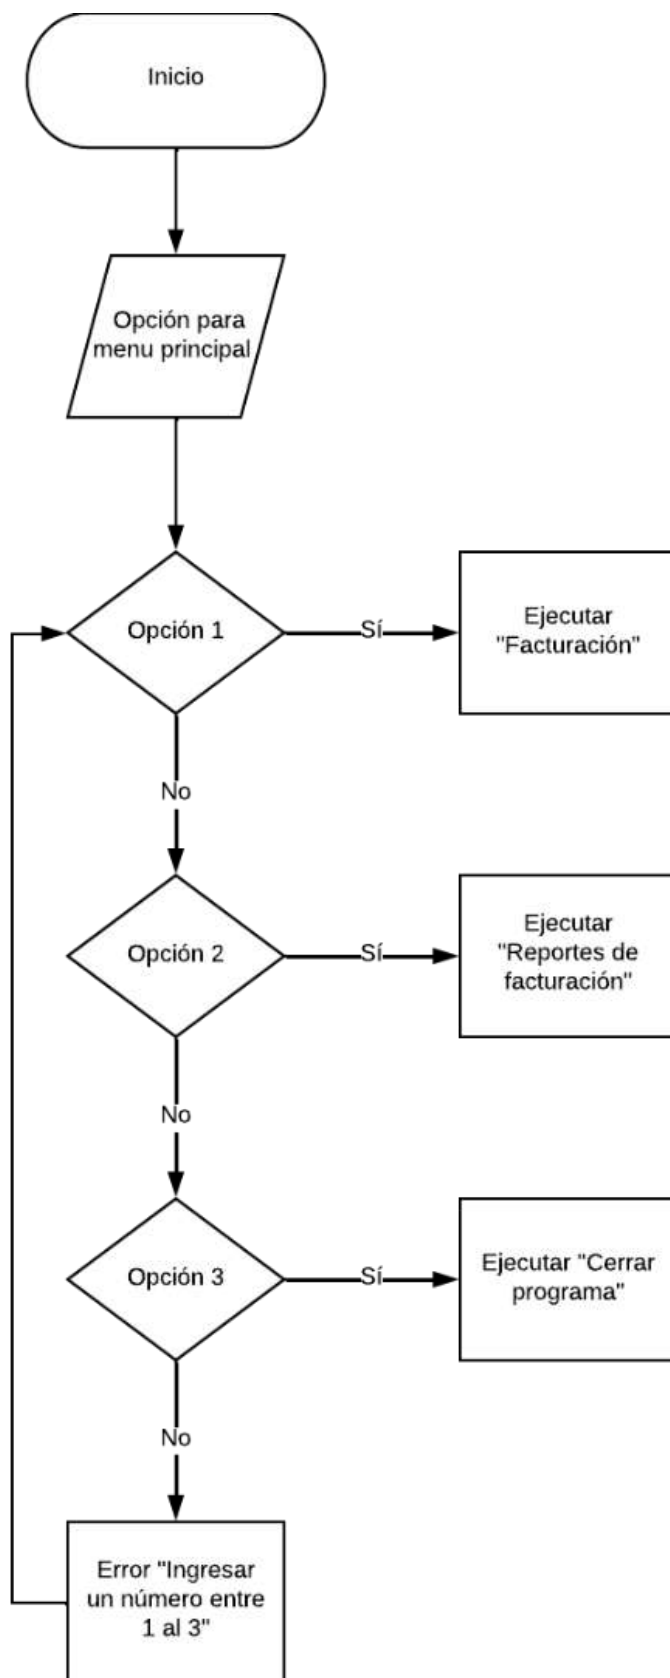 Inicio
Opción para
menu principal
Opción 1
Sí
Ejecutar
"Facturación"
No
Opción 2
Sí
Ejecutar
"Reportes de
facturación"
No
Opción 3
Sí
Ejecutar "Cerrar
programa"
No
Error "Ingresar
un número entre
1 al 3"